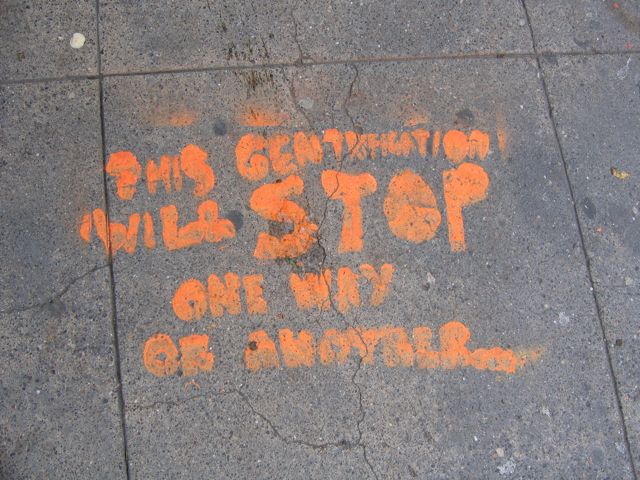 THIS GENTRIFICATION
WILL STOP
ONE WAY
OR ANOTHER...